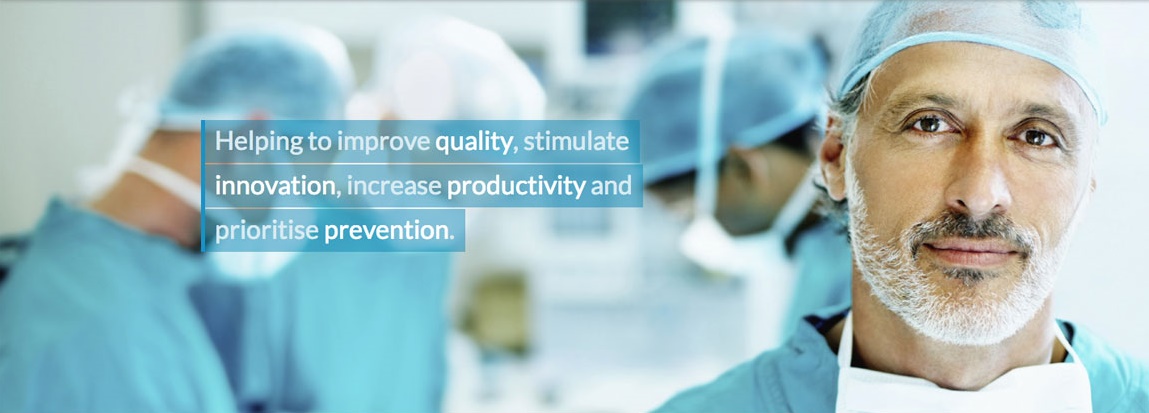 Helping to improve quality, stimulate
innovation, increase productivity and
prioritise prevention.